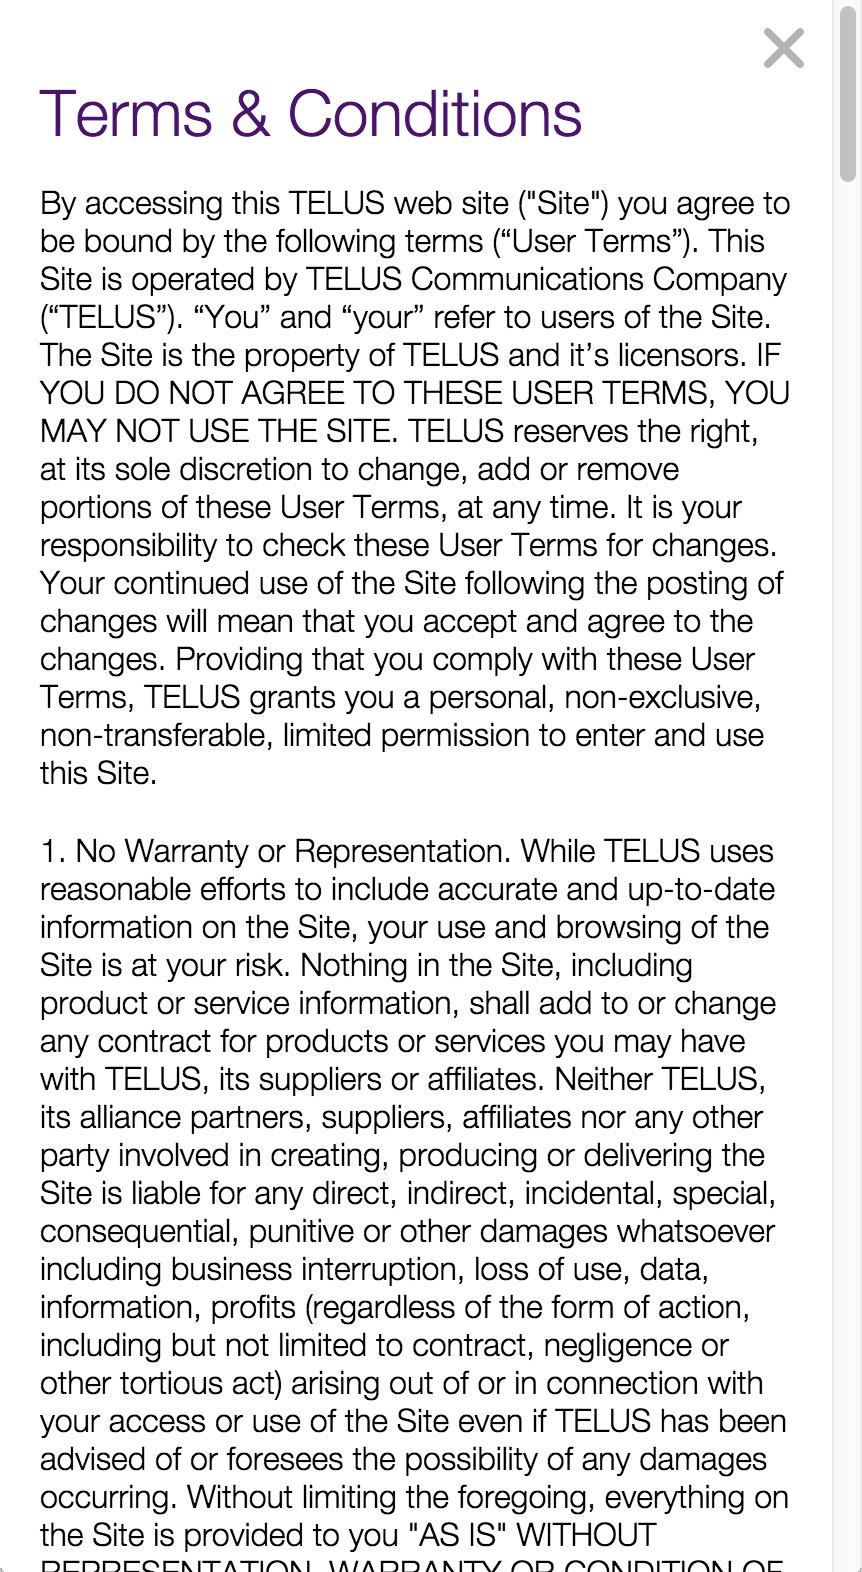 Terms & Conditions
By accessing this TELUS web site ("Site") you agree to
be bound by the following terms (“User Terms”). This
Site is operated by TELUS Communications Company
(“TELUS”). “You” and “your” refer to users of the Site.
The Site is the property of TELUS and it’s licensors. IF
YOU DO NOT AGREE TO THESE USER TERMS, YOU
MAY NOT USE THE SITE. TELUS reserves the right,
at its sole discretion to change, add or remove
portions of these User Terms, at any time. It is your
responsibility to check these User Terms for changes.
Your continued use of the Site following the posting of
changes will mean that you accept and agree to the
changes. Providing that you comply with these User
Terms, TELUS grants you a personal, non-exclusive,
non-transferable, limited permission to enter and use
this Site.
1. No Warranty or Representation. While TELUS uses
reasonable efforts to include accurate and up-to-date
information on the Site, your use and browsing of the
Site is at your risk. Nothing in the Site, including
product or service information, shall add to or change
any contract for products or services you may have
with TELUS, its suppliers or affiliates. Neither TELUS,
its alliance partners, suppliers, affiliates nor any other
party involved in creating, producing or delivering the
Site is liable for any direct, indirect, incidental, special,
consequential, punitive or other damages whatsoever
including business interruption, loss of use, data,
information, profits (regardless of the form of action,
including but not limited to contract, negligence or
other tortious act) arising out of or in connection with
your access or use of the Site even if TELUS has been
advised of or foresees the possibility of any damages
occurring. Without limiting the foregoing, everything on
the Site is provided to you "AS IS" WITHOUT
REPRESENTATION, WARRANTY OR CONDITION OF